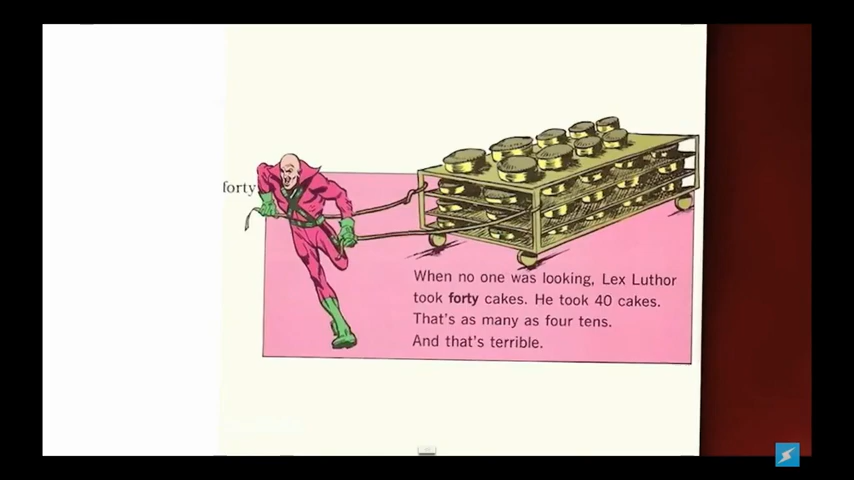 forty
When no one was looking, Lex Luthor
took forty cakes. He took 40 cakes.
That's as many as four tens.
And that's terrible.